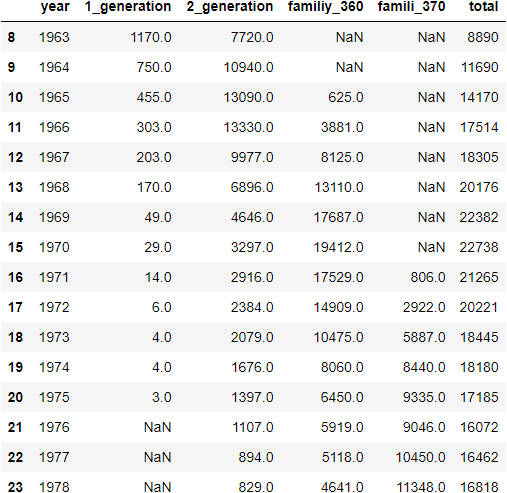 year 1_generation 2_generation familiy_360 famili_370 total
8 1963 1170.0 7720.0 NaN NaN 8890
9 1964 750.0 10940.0 NaN NaN 11690
10 1965 455.0 13090.0 625.0 NaN 14170
11 1966 303.0 13330.0 3881.0 NaN 17514
12 1967 203.0 9977.0 8125.0 NaN 18305
13 1968 170.0 6896.0 13110.0 NaN 20176
14 1969 49.0 4646.0 17687.0 NaN 22382
15 1970 29.0 3297.0 19412.0 NaN 22738
16 1971 14.0 2916.0 17529.0 806.0 21265
17 1972 6.0 2384.0 14909.0 2922.0 20221
18 1973 4.0 2079.0 10475.0 5887.0 18445
19 1974 4.0 1676.0 8060.0 8440.0 18180
20 1975 3.0 1397.0 6450.0 9335.0 17185
21 1976 NaN 1107.0 5919.0 9046.0 16072
22 1977 NaN 894.0 5118.0 10450.0 16462
23 1978 NaN 829.0 4641.0 11348.0 16818